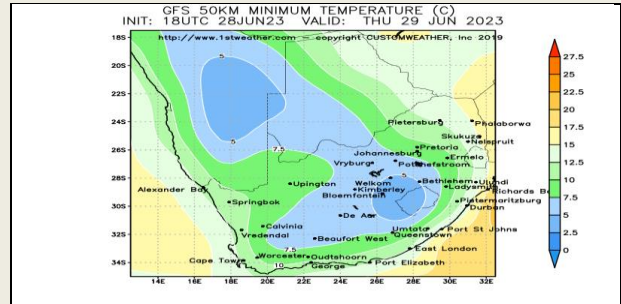 GFS 50KM MINIMUM TEMPERATURE (C)
INIT: 18UTC 28JUN23 VALID: THU 29 JUN 2023
http://www.1stweather.com – copyright CUSTOMWEATHER, Inc 2019
18S
20S
22S
24S
26S
28S
30S
32S
34S
5
5
7.5
5
7.5
10
Pietersburg
Phalaborwa
Skukuza
Nelspruit
Pretoria
Johannesburg
Ermelo
Vryburg
Potchefstroom
Welkom
Bethlehem
Ulundi
Kimberley
Ladysmith
Richards B
Bloemfontein
Pietermaritzburg
Durban
Alexander Bay
Upington
Springbok
De Aar
Calvinia
Vredendal
Umtata
Port St Johns
Queenstown
Beaufort West
East London
Worcester
Oudtshoorn
Cape Town
George
Port Elizabeth
14E 16E 18E 20E 22E 24E 26E 28E 30E 32E
27.5
25
22.5
20
17.5
15
12.5
10
7.5
5
2.5
0